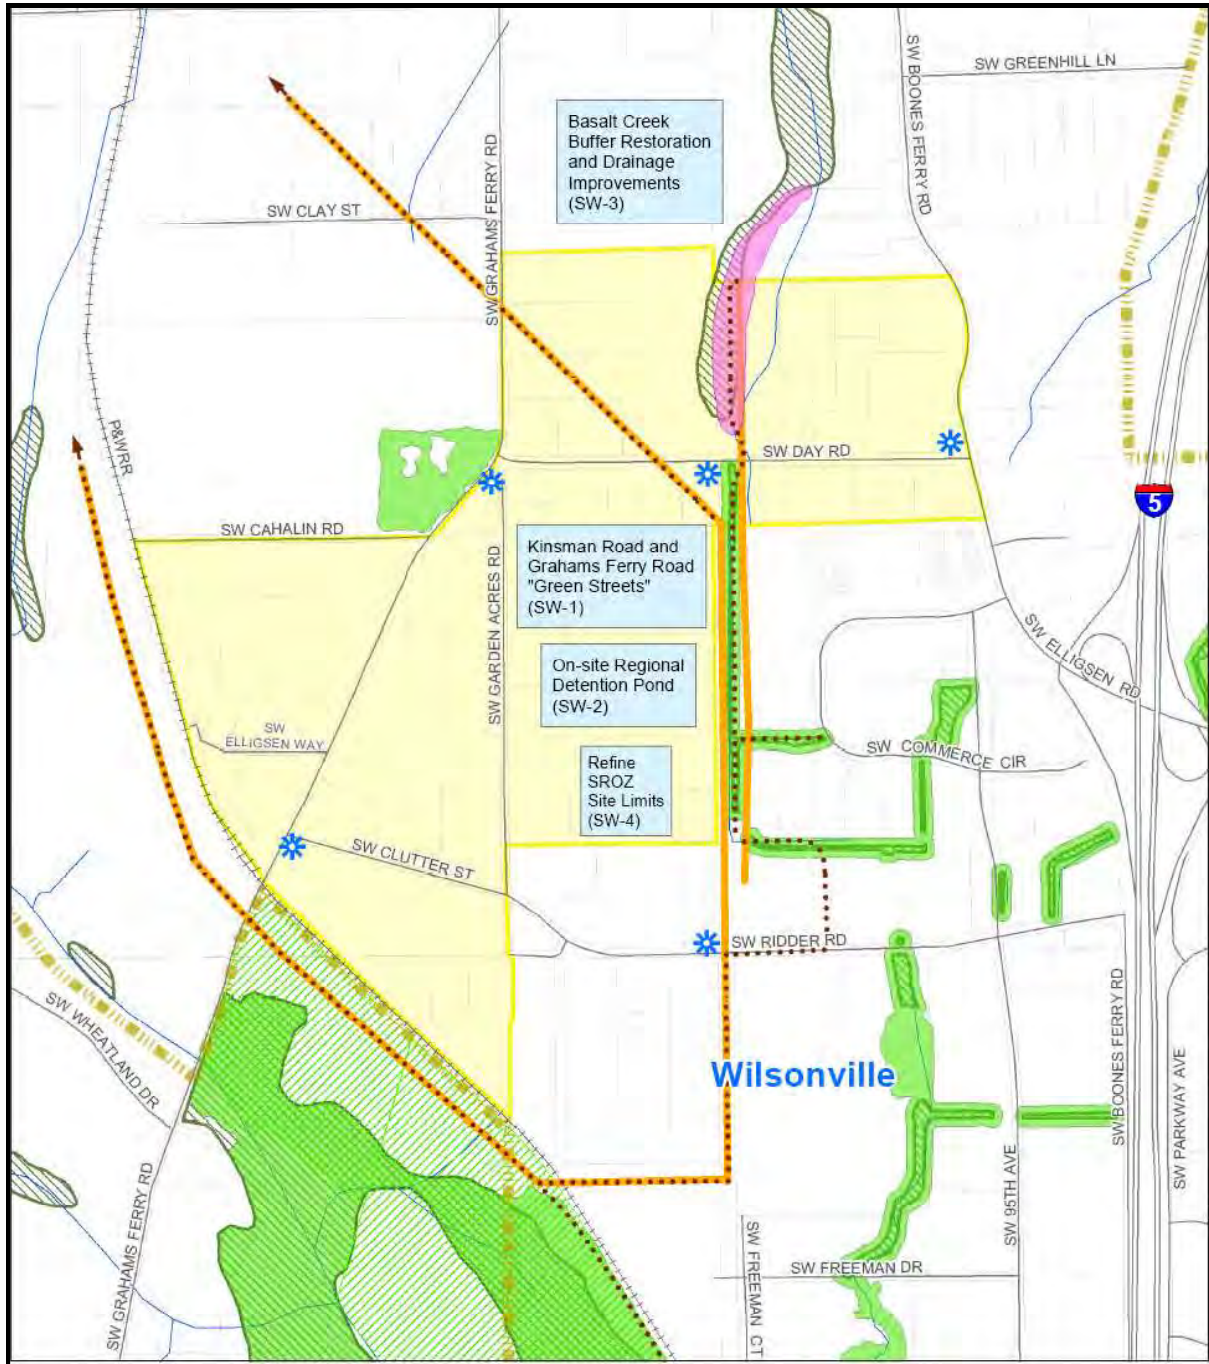 SW GREENHILL LN
SW BOONES FERRY RD
Basalt Creek
Buffer Restoration
and Drainage
Improvements
(SW-3)
SW GRAHAMS FERRY RD
SW CLAY ST
P&WRR
SW DAY RD
5
SW CAHALIN RD
Kinsman Road and
Grahams Ferry Road
"Green Streets"
(SW-1)
SW GARDEN ACRES RD
SW ELLIGSEN RD
On-site Regional
Detention Pond
(SW-2)
SW
ELLIGSEN WAY
SW COMMERCE CIR
Refine
SROZ
Site Limits
(SW-4)
SW CLUTTER ST
SW RIDDER RD
SW WHEATLAND DR
Wilsonville
SW BOONES FERRY RD
SW PARKWAY AVE
SW 95TH AVE
SW GRAHAMS FERRY RD
SW FREEMAN CT
SW FREEMAN DR